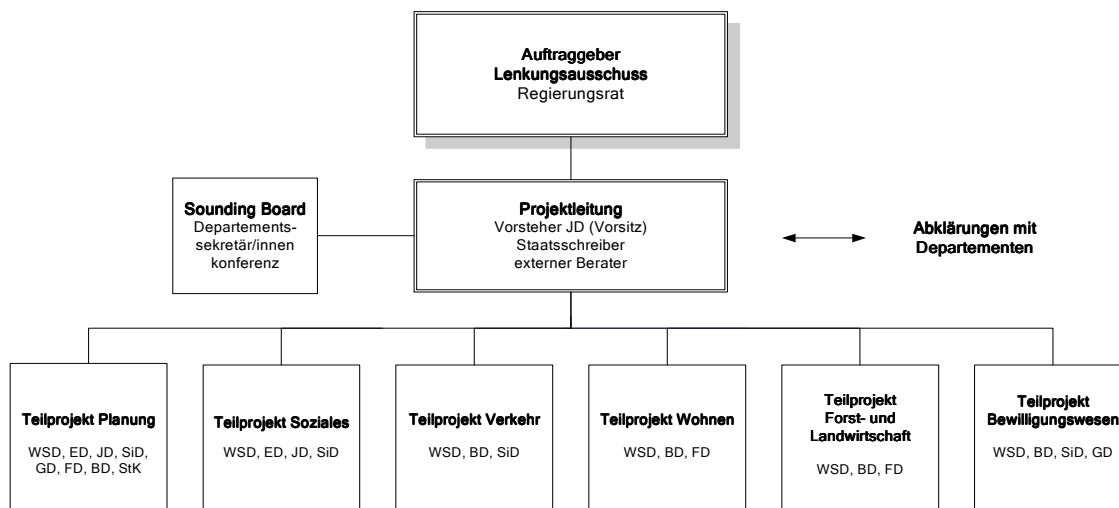 Auftraggeber
Lenkungsausschuss
Regierungsrat
Sounding Board
Departements-
sekretär/innen
konferenz
Projektleitung
Vorsteher JD (Vorsitz)
Staatsschreiber
externer Berater
Abklärungen mit
Departementen
Teilprojekt Planung
WSD, ED, JD, SiD,
GD, FD, BD, StK
Teilprojekt Soziales
WSD, ED, JD, SiD
Teilprojekt Verkehr
WSD, BD, SiD
Teilprojekt Wohnen
WSD, BD, FD
Teilprojekt
Forst- und
Landwirtschaft
WSD, BD, FD
Teilprojekt
Bewilligungswesen
WSD, BD, SiD, GD